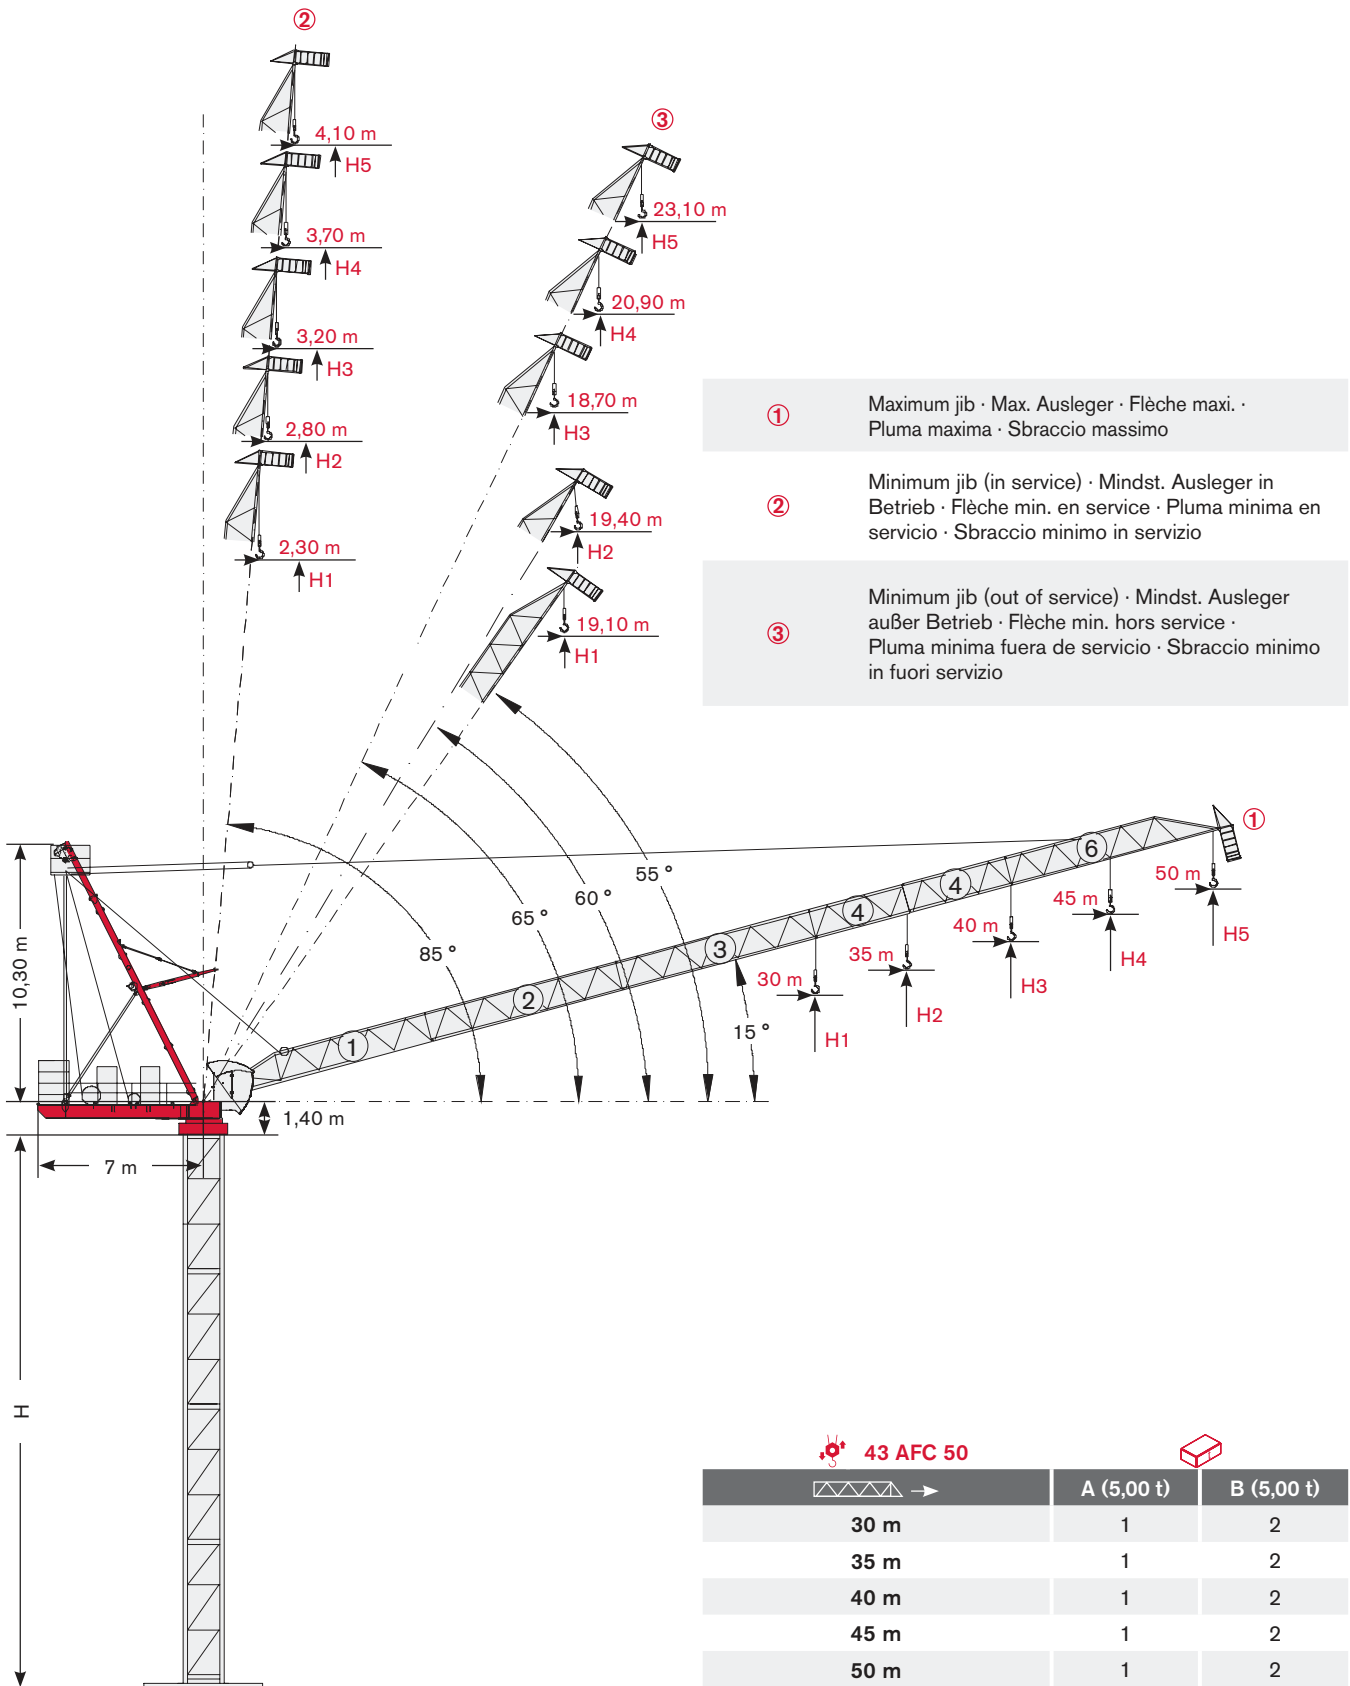 ②
4,10 m
H5
3,70 m
H4
3,20 m
H3
2,80 m
H2
2,30 m
H1
③
23,10 m
H5
20,90 m
H4
18,70 m
H3
19,40 m
H2
19,10 m
H1
① Maximum jib · Max. Ausleger · Flèche maxi. ·
Pluma maxima · Sbraccio massimo
② Minimum jib (in service) · Mindst. Ausleger in
Betrieb · Flèche min. en service · Pluma minima en
servicio · Sbraccio minimo in servizio
③ Minimum jib (out of service) · Mindst. Ausleger
außer Betrieb · Flèche min. hors service ·
Pluma minima fuera de servicio · Sbraccio minimo
in fuori servizio
①
85 °
65 °
60 °
55 °
15 °
1
2
3
4
4
6
30 m
H1
35 m
H2
40 m
H3
45 m
H4
50 m
H5
10,30 m
1,40 m
7 m
H
43 AFC 50
A (5,00 t) B (5,00 t)
30 m 1 2
35 m 1 2
40 m 1 2
45 m 1 2
50 m 1 2